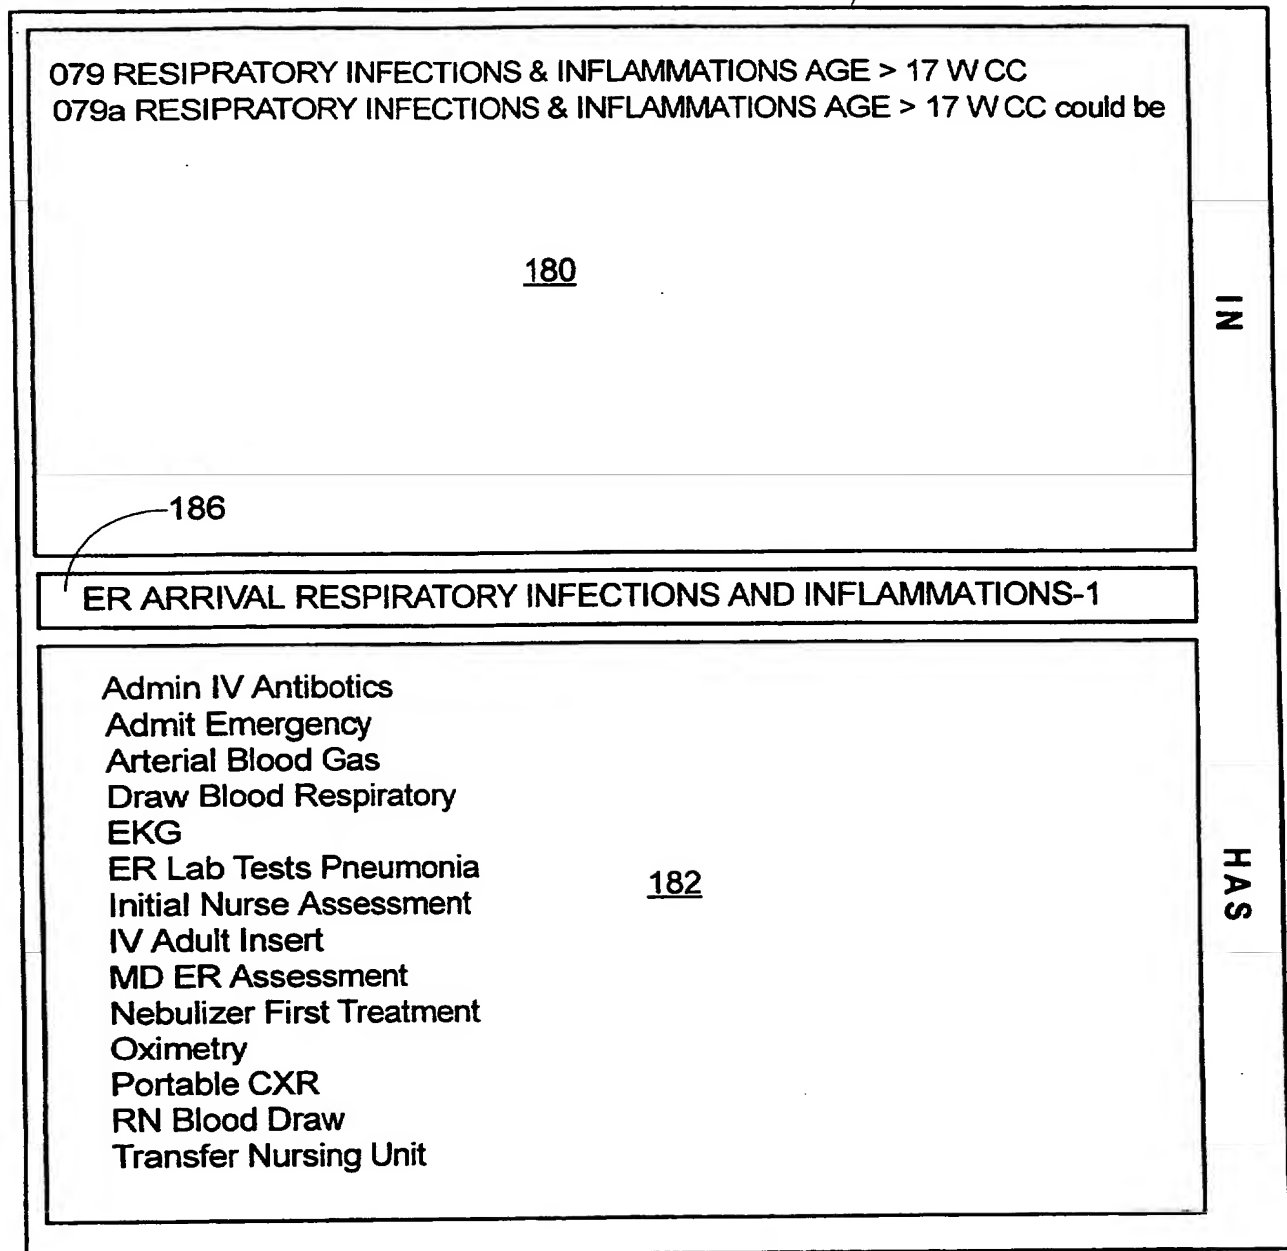 079 RESIPRATORY INFECTIONS & INFLAMMATIONS AGE > 17 W CC
079a RESIPRATORY INFECTIONS & INFLAMMATIONS AGE > 17 W CC could be
180
IN
186
ER ARRIVAL RESPIRATORY INFECTIONS AND INFLAMMATIONS-1
Admin IV Antibotics
Admit Emergency
Arterial Blood Gas
Draw Blood Respiratory
EKG
ER Lab Tests Pneumonia
182
Initial Nurse Assessment
IV Adult Insert
MD ER Assessment
Nebulizer First Treatment
Oximetry
Portable CXR
RN Blood Draw
Transfer Nursing Unit
HAS